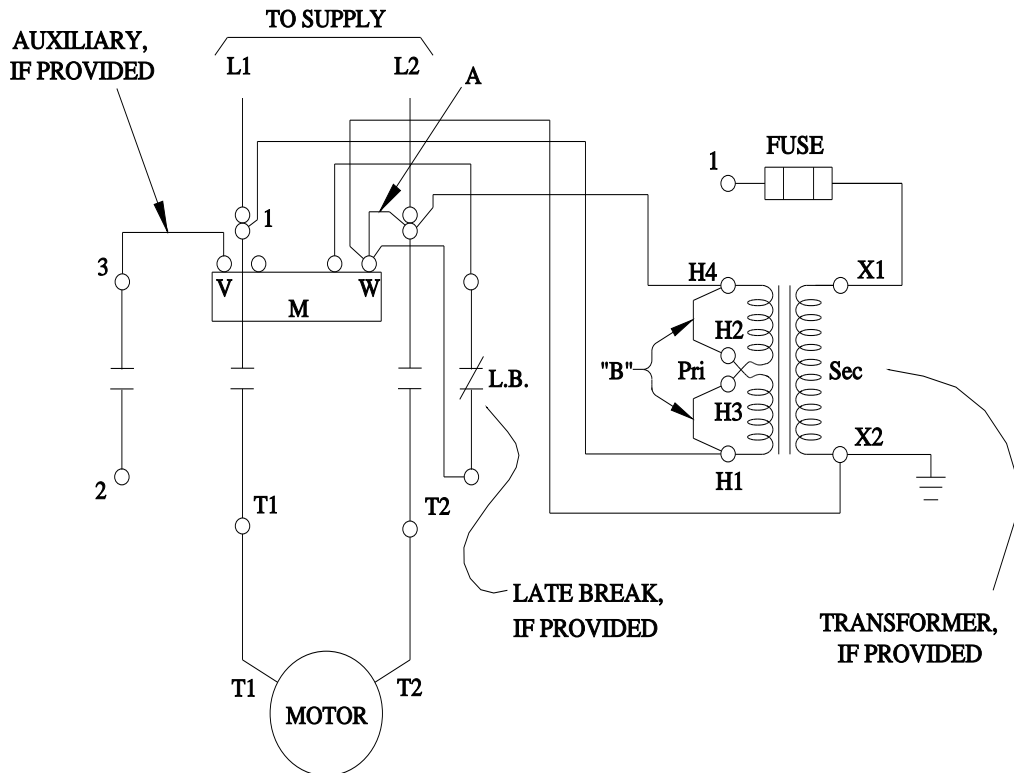 TO SUPPLY
AUXILIARY,
IF PROVIDED
L1
L2
A
FUSE
1
1
3
V
W
M
H4
X1
H2
"B"
Pri
Sec
L.B.
H3
X2
H1
2
T1
T2
LATE BREAK,
IF PROVIDED
TRANSFORMER,
IF PROVIDED
T1
T2
MOTOR